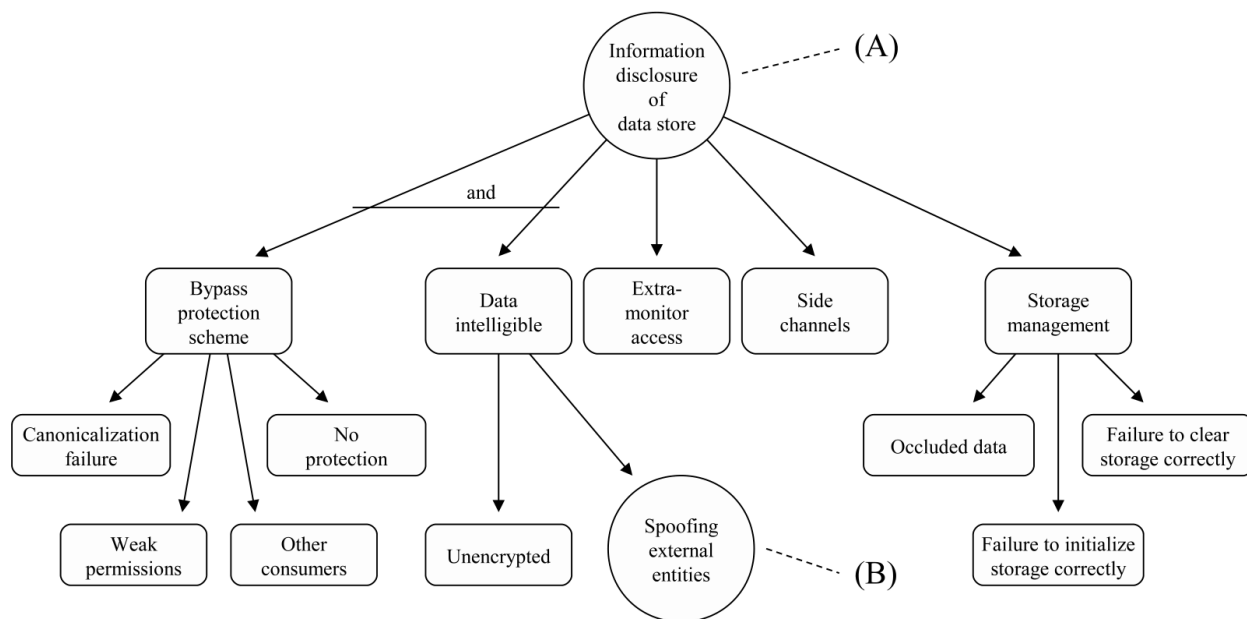 Information
disclosure
of
data store
(A)
and
Bypass
protection
scheme
Data
intelligible
Extra-
monitor
access
Side
channels
Storage
management
Canonicalization
failure
No
protection
Occluded data
Failure to clear
storage correctly
Weak
permissions
Other
consumers
Unencrypted
Spoofing
external
entities
(B)
Failure to initialize
storage correctly